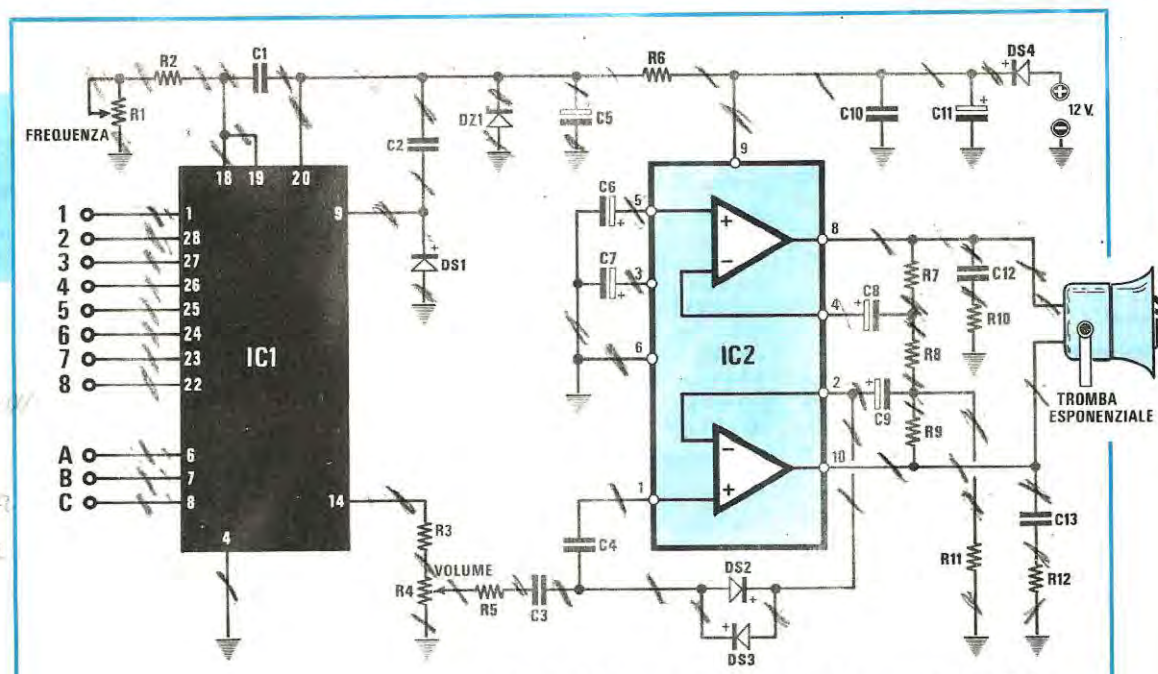 R2
C1
R6
DS4
+
R1
FREQUENZA
C2
DZ1
C5
+
C10
C11
+
12 V.
18
19
20
9
1
2
3
4
5
6
7
8
A
B
C
1
28
27
26
25
24
23
22
6
7
8
4
IC1
9
14
DS1
+
C6
+
C7
+
5
3
6
1
IC2
+
−
−
+
8
4
2
10
R7
C8
+
R8
C9
+
R9
C12
R10
TROMBA
ESPONENZIALE
C13
R11
R12
R3
VOLUME
R4
R5
C3
C4
DS2
+
DS3
+